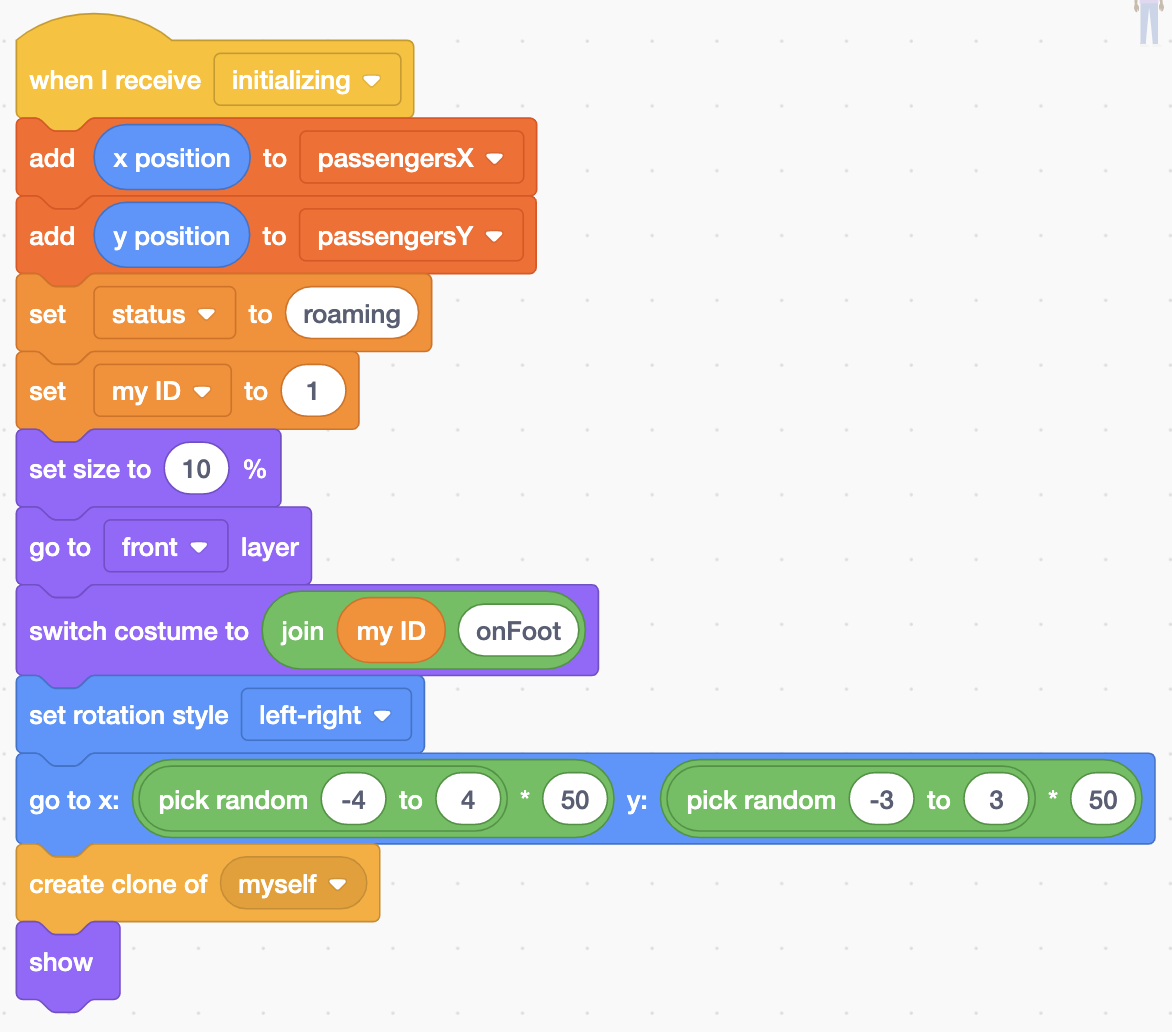 when I receive initializing
add x position to passengersX
add y position to passengersY
set status to roaming
set my ID to 1
set size to 10 %
go to front layer
switch costume to join my ID onFoot
set rotation style left-right
go to x: pick random -4 to 4 * 50 y: pick random -3 to 3 * 50
create clone of myself
show